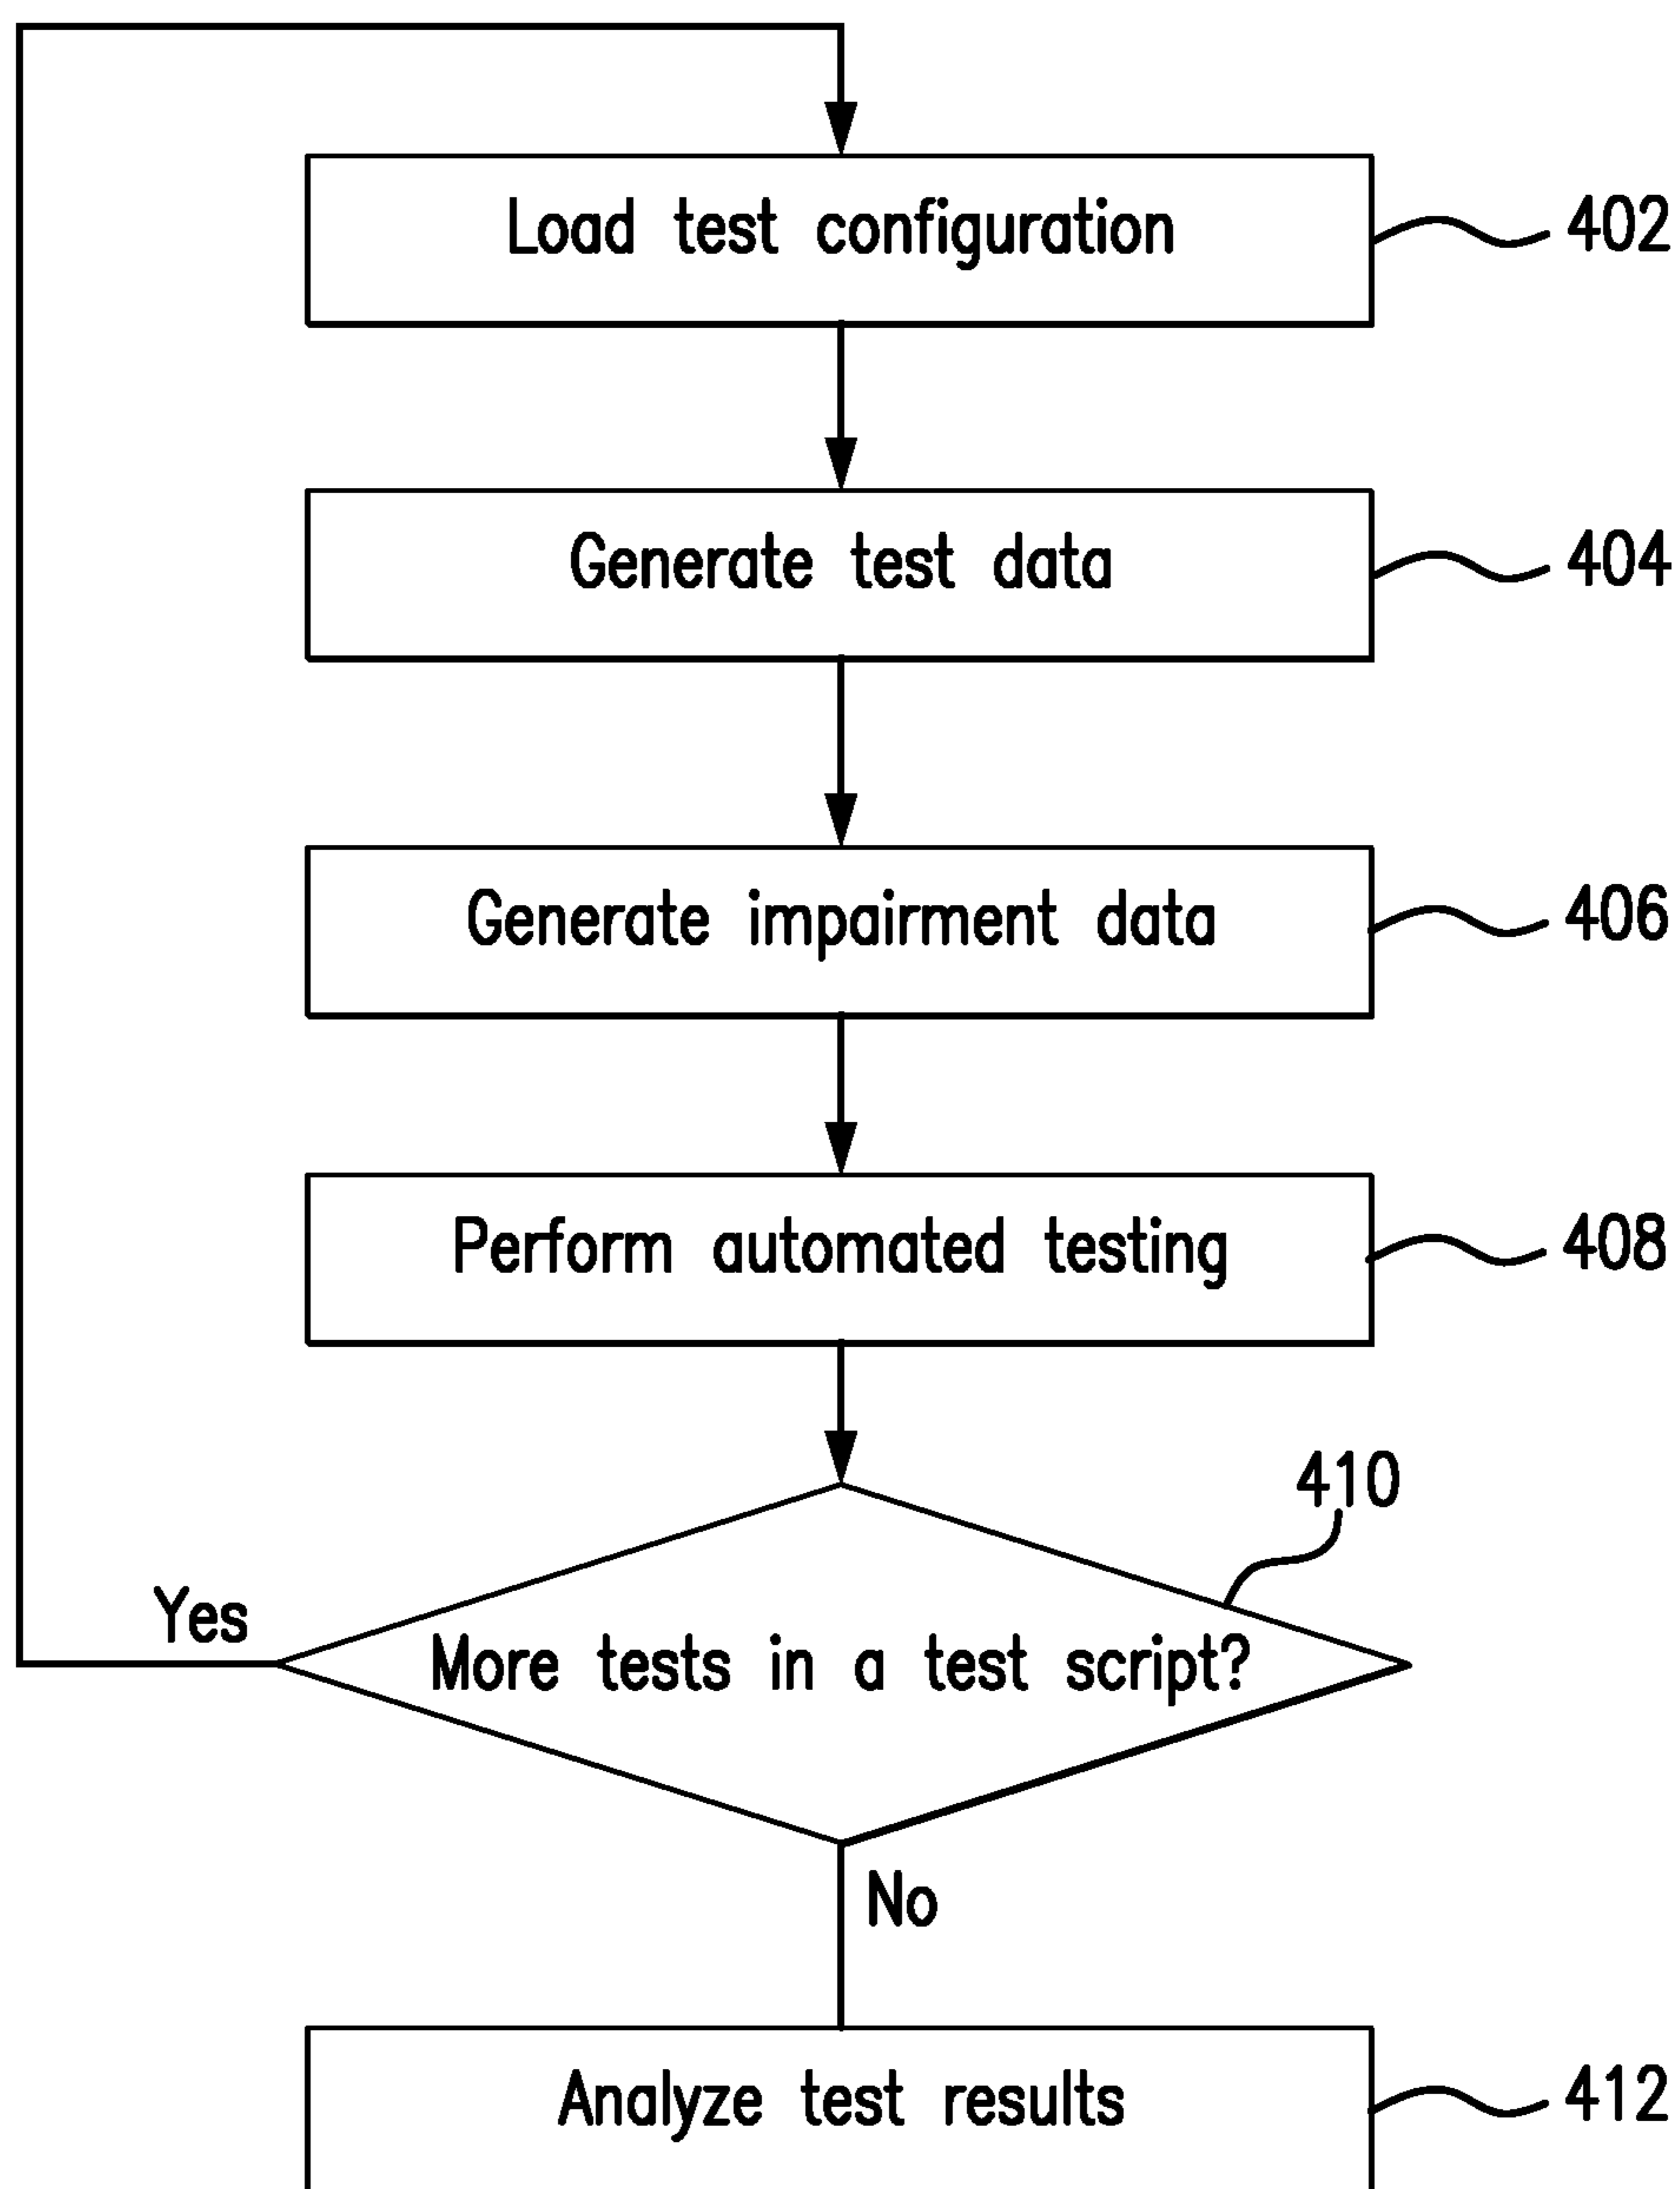 Load test configuration
402
Generate test data
404
Generate impairment data
406
Perform automated testing
408
410
Yes
More tests in a test script?
No
Analyze test results
412